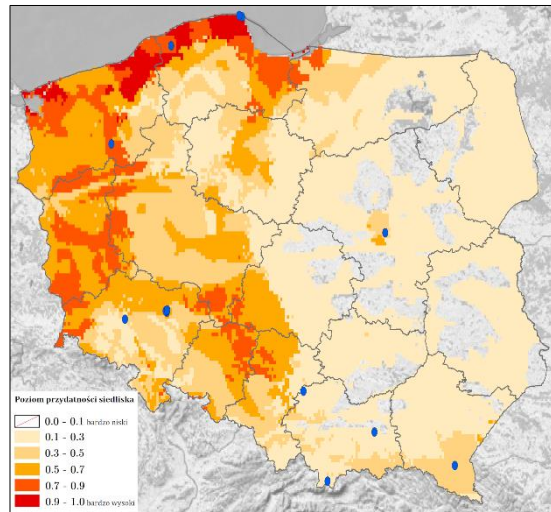 Poziom przydatności siedliska
0.0 - 0.1 bardzo niski
0.1 - 0.3
0.3 - 0.5
0.5 - 0.7
0.7 - 0.9
0.9 - 1.0 bardzo wysoki